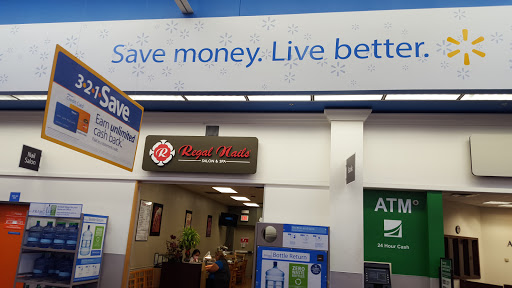 Save money. Live better.
3·2·1 Save
Earn unlimited
cash back.
Nail
Salon
R Regal Nails
SALON & SPA
ATM
24 Hour Cash
Bottle Return
ZERO